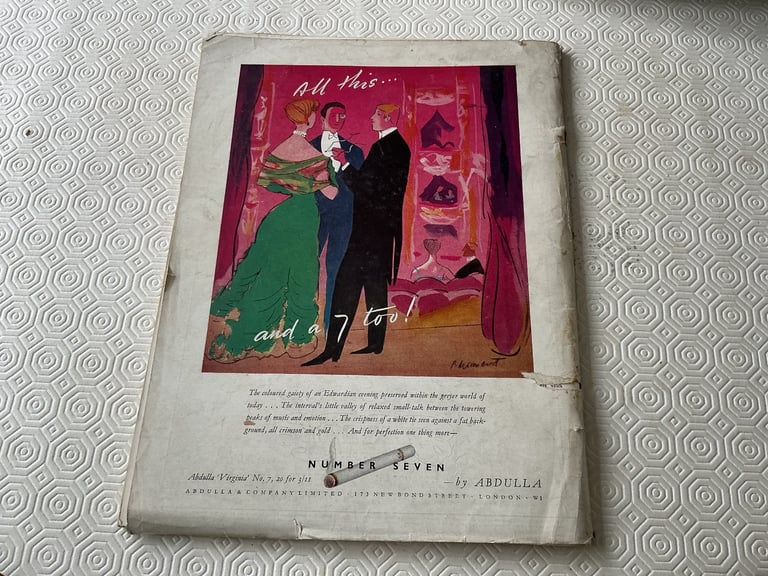 All this...
and a 7 too!
The coloured gaiety of an Edwardian evening preserved within the greyer world of
today . . . The interval's little valley of relaxed small-talk between the towering
peaks of music and emotion . . . The crispness of a white tie seen against a fat back-
ground, all crimson and gold . . . And for perfection one thing more—
NUMBER SEVEN
Abdulla 'Virginia' No. 7, 20 for 3/11
—by ABDULLA
ABDULLA & COMPANY LIMITED · 173 NEW BOND STREET · LONDON · W1